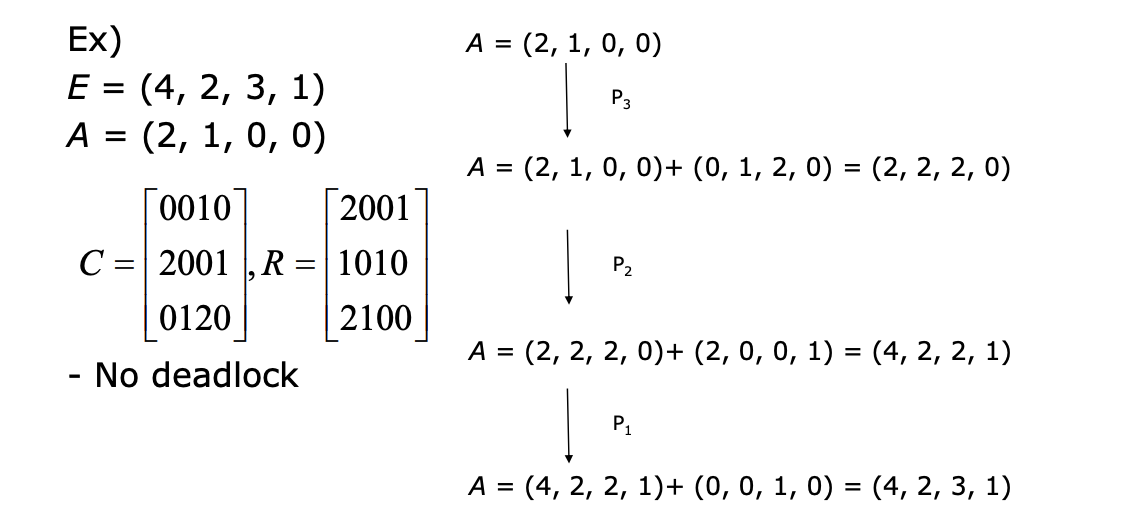 Ex)
E = (4, 2, 3, 1)
A = (2, 1, 0, 0)
C = [0010 2001 0120], R = [2001 1010 2100]
- No deadlock
A = (2, 1, 0, 0)
P₃
A = (2, 1, 0, 0)+ (0, 1, 2, 0) = (2, 2, 2, 0)
P₂
A = (2, 2, 2, 0)+ (2, 0, 0, 1) = (4, 2, 2, 1)
P₁
A = (4, 2, 2, 1)+ (0, 0, 1, 0) = (4, 2, 3, 1)